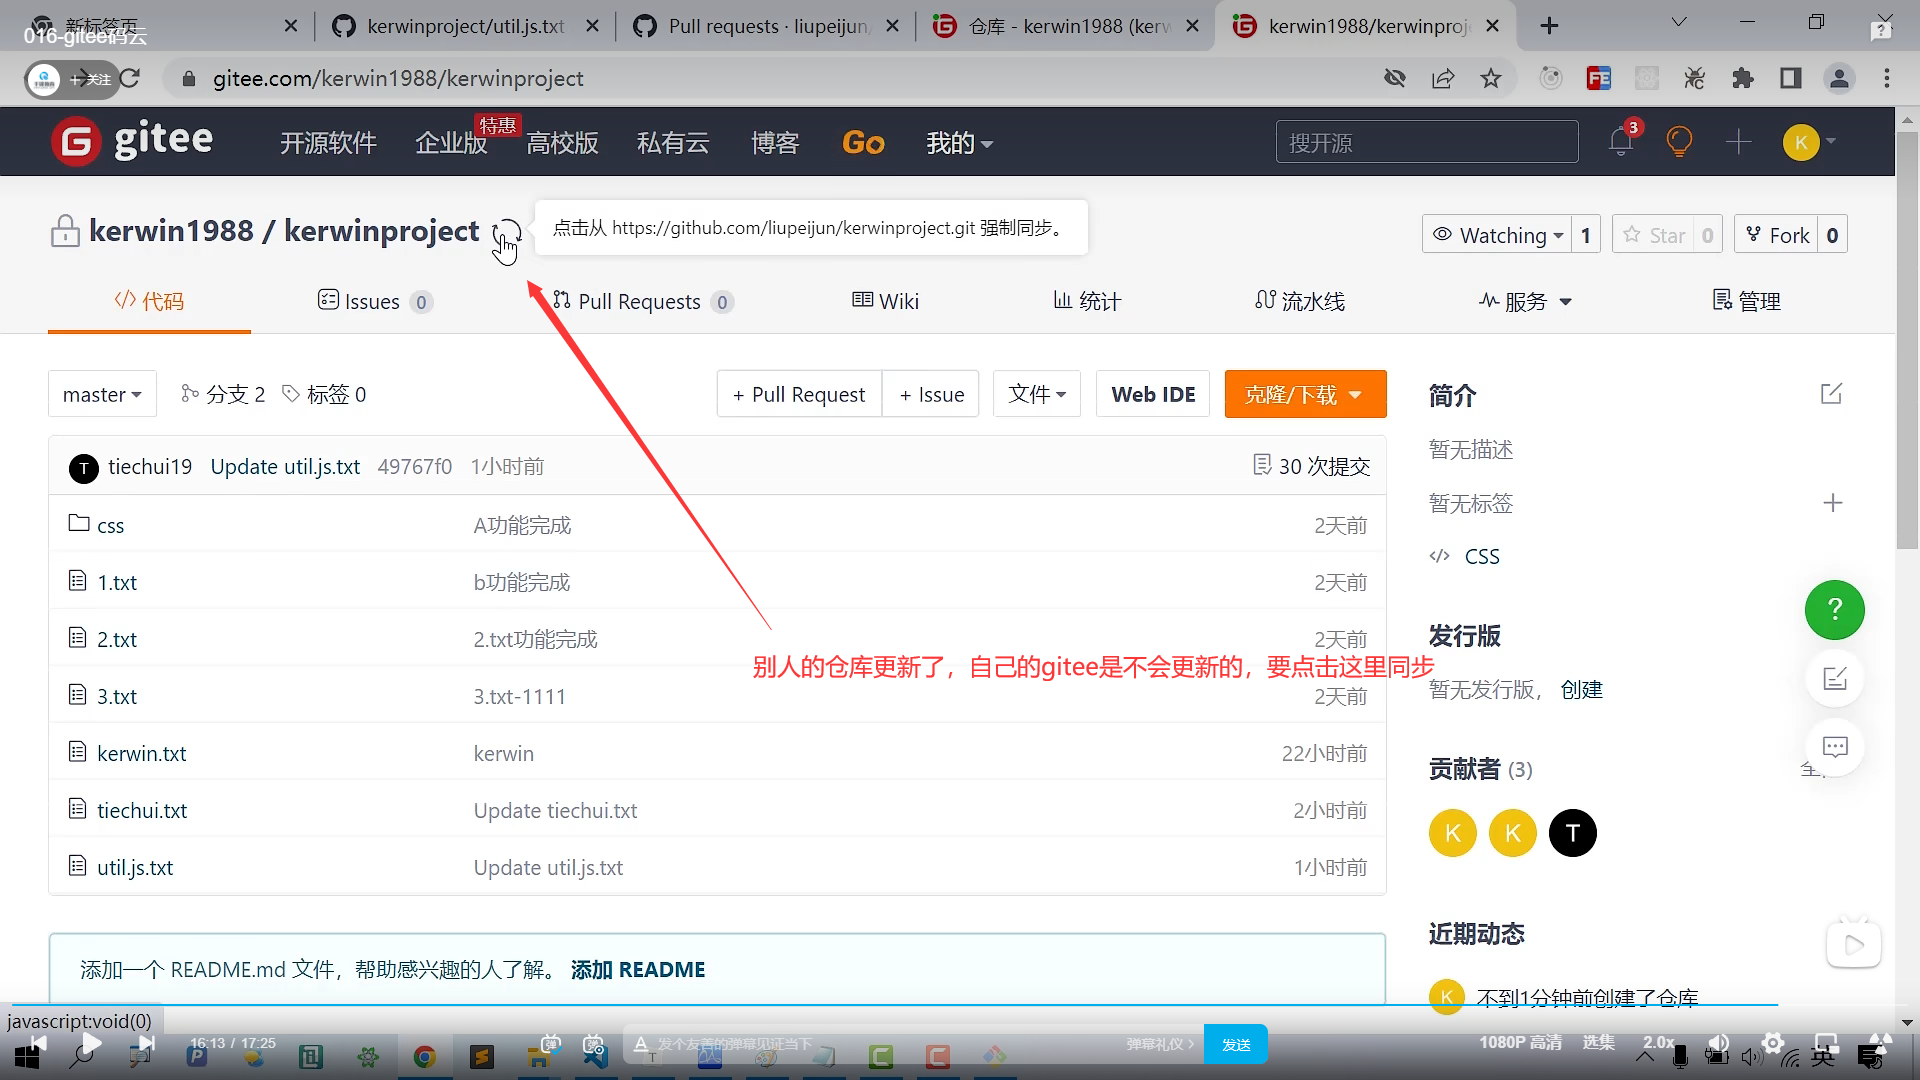 新标签页
016-gitee码云
kerwinproject/util.js.txt
Pull requests · liupeijun/
仓库 - kerwin1988 (kerw
kerwin1988/kerwinproje
+ 关注
gitee.com/kerwin1988/kerwinproject
gitee
开源软件
企业版
特惠
高校版
私有云
博客
Go
我的
搜开源
3
K
kerwin1988 / kerwinproject
点击从 https://github.com/liupeijun/kerwinproject.git 强制同步。
Watching 1
Star 0
Fork 0
代码
Issues 0
Pull Requests 0
Wiki
统计
流水线
服务
管理
master
分支 2
标签 0
+ Pull Request
+ Issue
文件
Web IDE
克隆/下载
T tiechui19 Update util.js.txt 49767f0 1小时前 30 次提交
css A功能完成 2天前
1.txt b功能完成 2天前
2.txt 2.txt功能完成 2天前
3.txt 3.txt-1111 2天前
kerwin.txt kerwin 22小时前
tiechui.txt Update tiechui.txt 2小时前
util.js.txt Update util.js.txt 1小时前
别人的仓库更新了，自己的gitee是不会更新的，要点击这里同步
添加一个 README.md 文件，帮助感兴趣的人了解。 添加 README
简介
暂无描述
暂无标签
CSS
发行版
暂无发行版， 创建
贡献者 (3)
K K T
近期动态
K 不到1分钟前创建了仓库
javascript:void(0)
16:13 / 17:25
发个友善的弹幕见证当下
弹幕礼仪 >
发送
1080P 高清
选集
2.0x
英